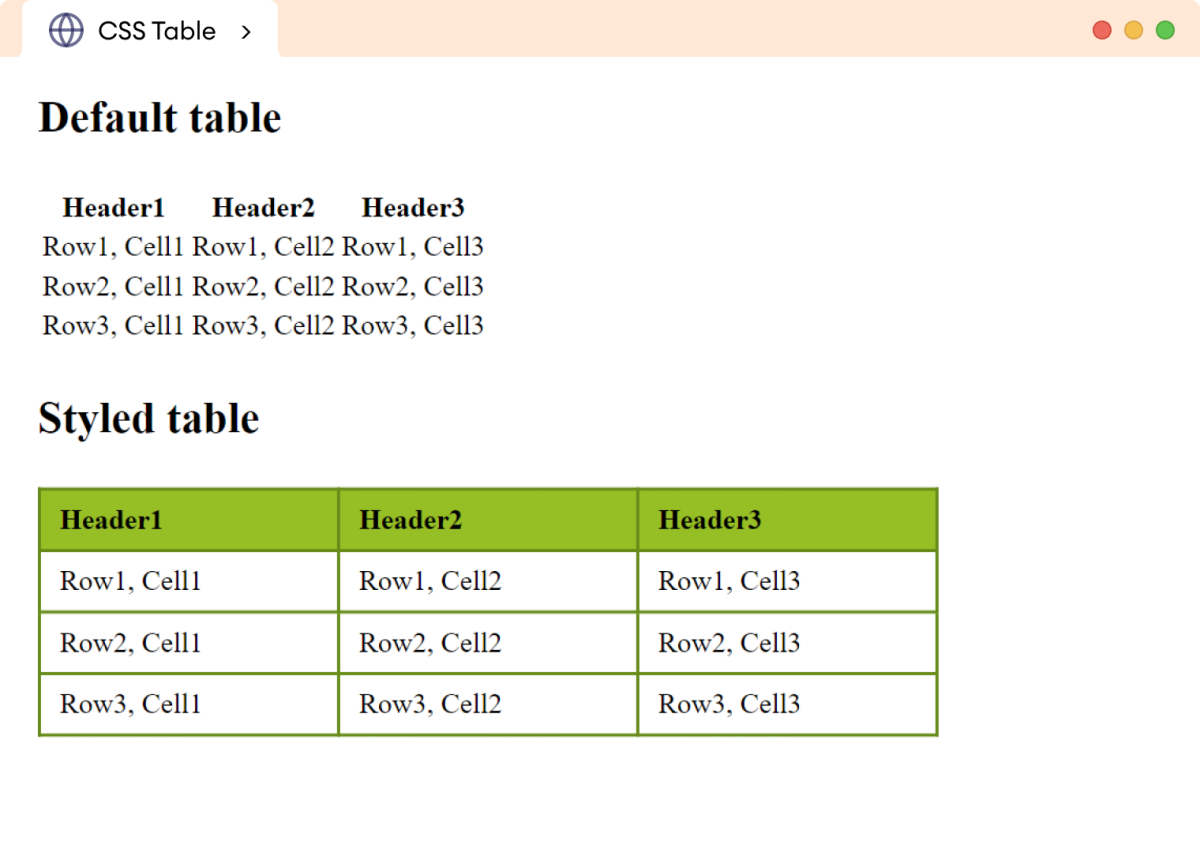 CSS Table
Default table
Header1 Header2 Header3
Row1, Cell1 Row1, Cell2 Row1, Cell3
Row2, Cell1 Row2, Cell2 Row2, Cell3
Row3, Cell1 Row3, Cell2 Row3, Cell3
Styled table
Header1 Header2 Header3
Row1, Cell1 Row1, Cell2 Row1, Cell3
Row2, Cell1 Row2, Cell2 Row2, Cell3
Row3, Cell1 Row3, Cell2 Row3, Cell3